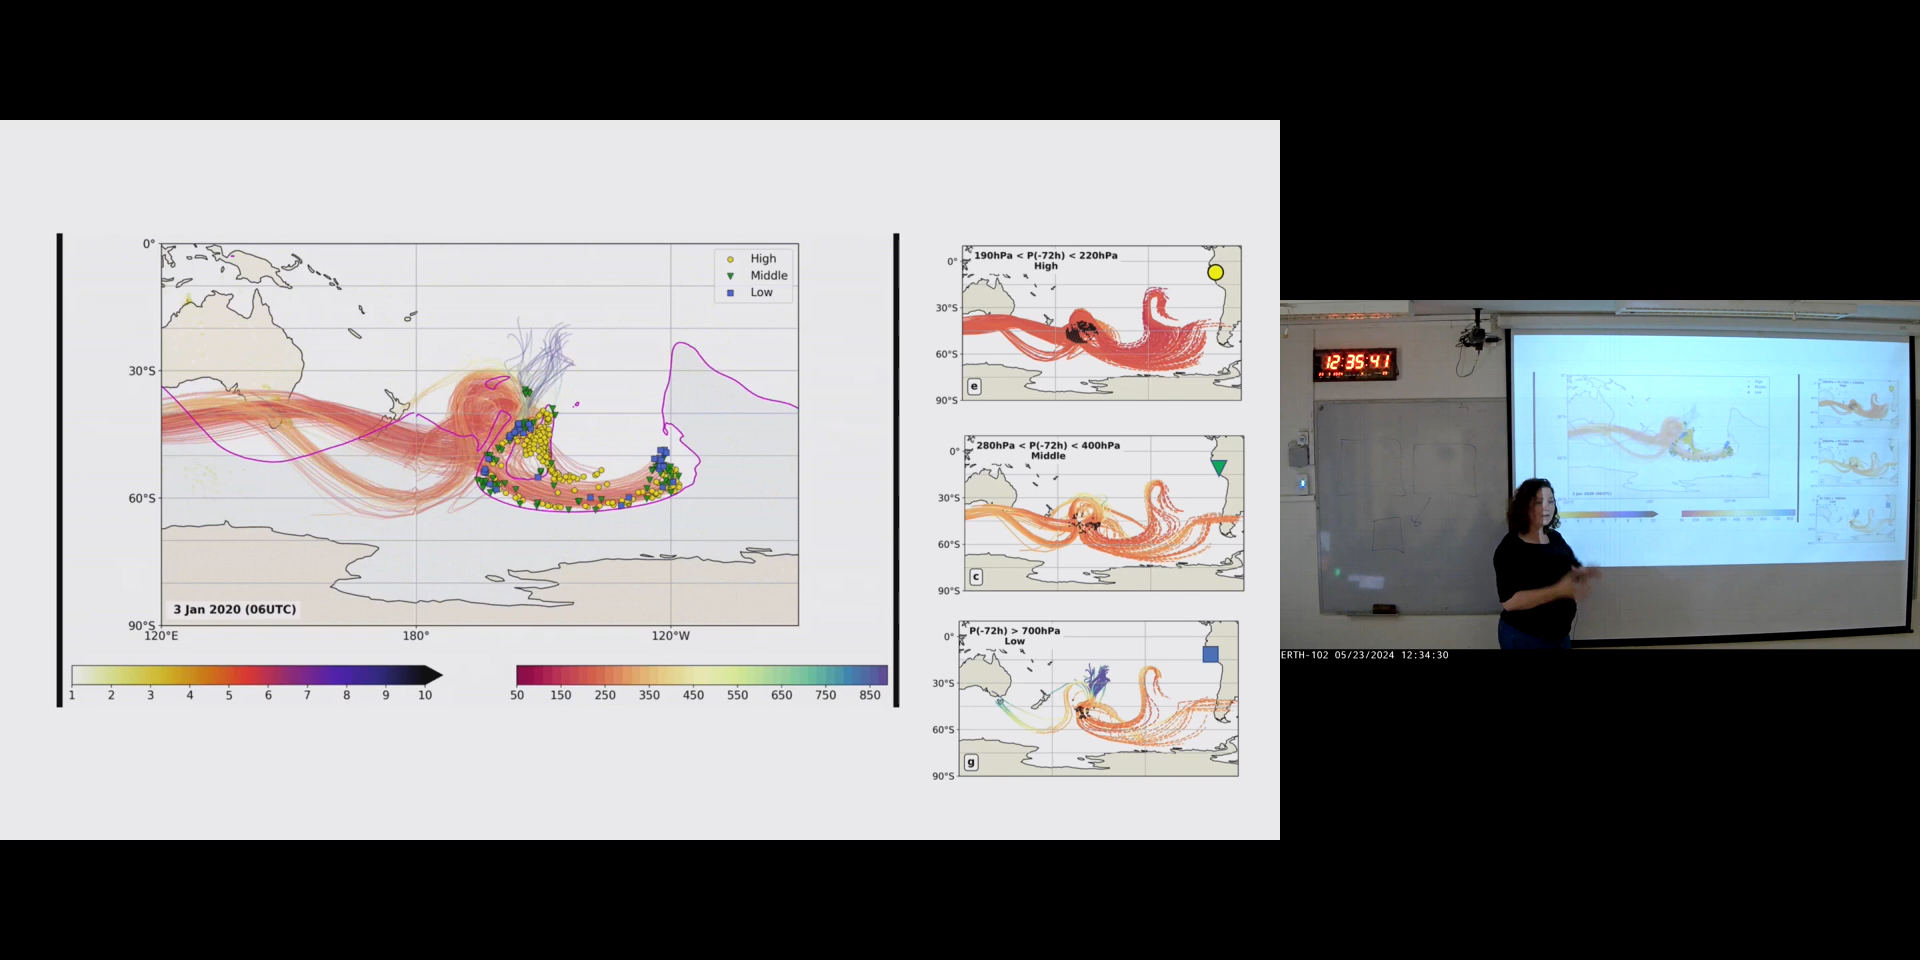 0°
30°S
60°S
90°S
120°E
180°
120°W
High
Middle
Low
3 Jan 2020 (06UTC)
1 2 3 4 5 6 7 8 9 10
50 150 250 350 450 550 650 750 850
190hPa < P(-72h) < 220hPa
High
0°
30°S
60°S
90°S
e
280hPa < P(-72h) < 400hPa
Middle
0°
30°S
60°S
90°S
c
P(-72h) > 700hPa
Low
0°
30°S
60°S
90°S
g
12:35:41
ERTH-102 05/23/2024 12:34:30